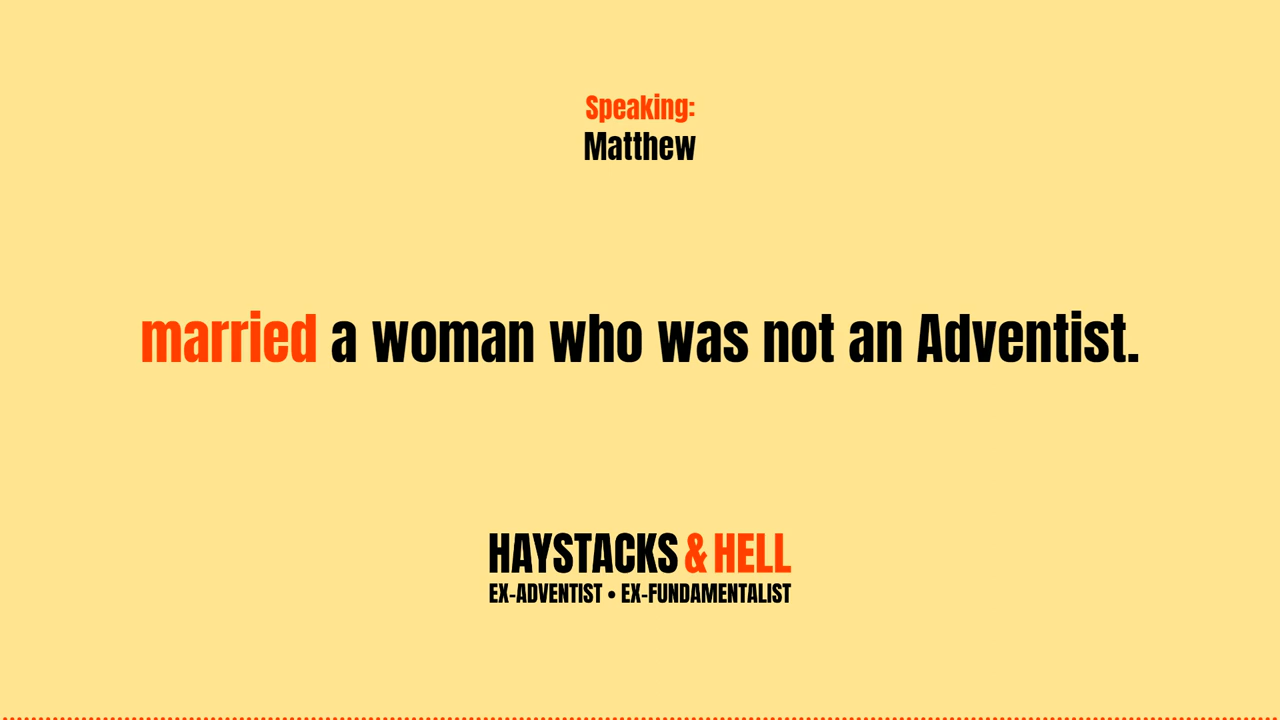 Speaking:
Matthew
married a woman who was not an Adventist.
HAYSTACKS & HELL
EX-ADVENTIST • EX-FUNDAMENTALIST